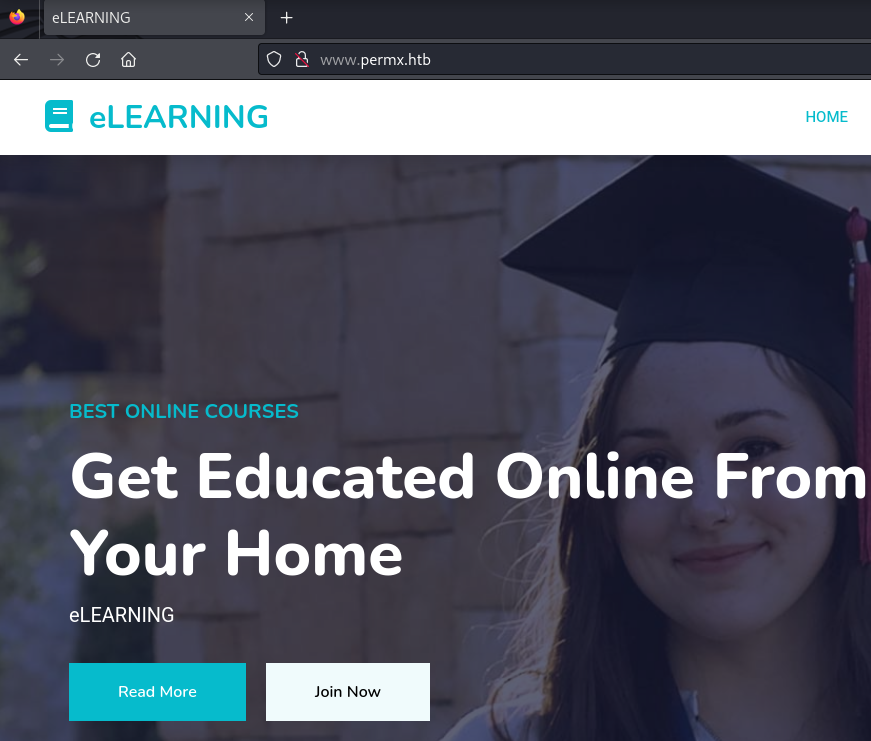 eLEARNING
www.permx.htb
eLEARNING
HOME
BEST ONLINE COURSES
Get Educated Online From
Your Home
eLEARNING
Read More
Join Now